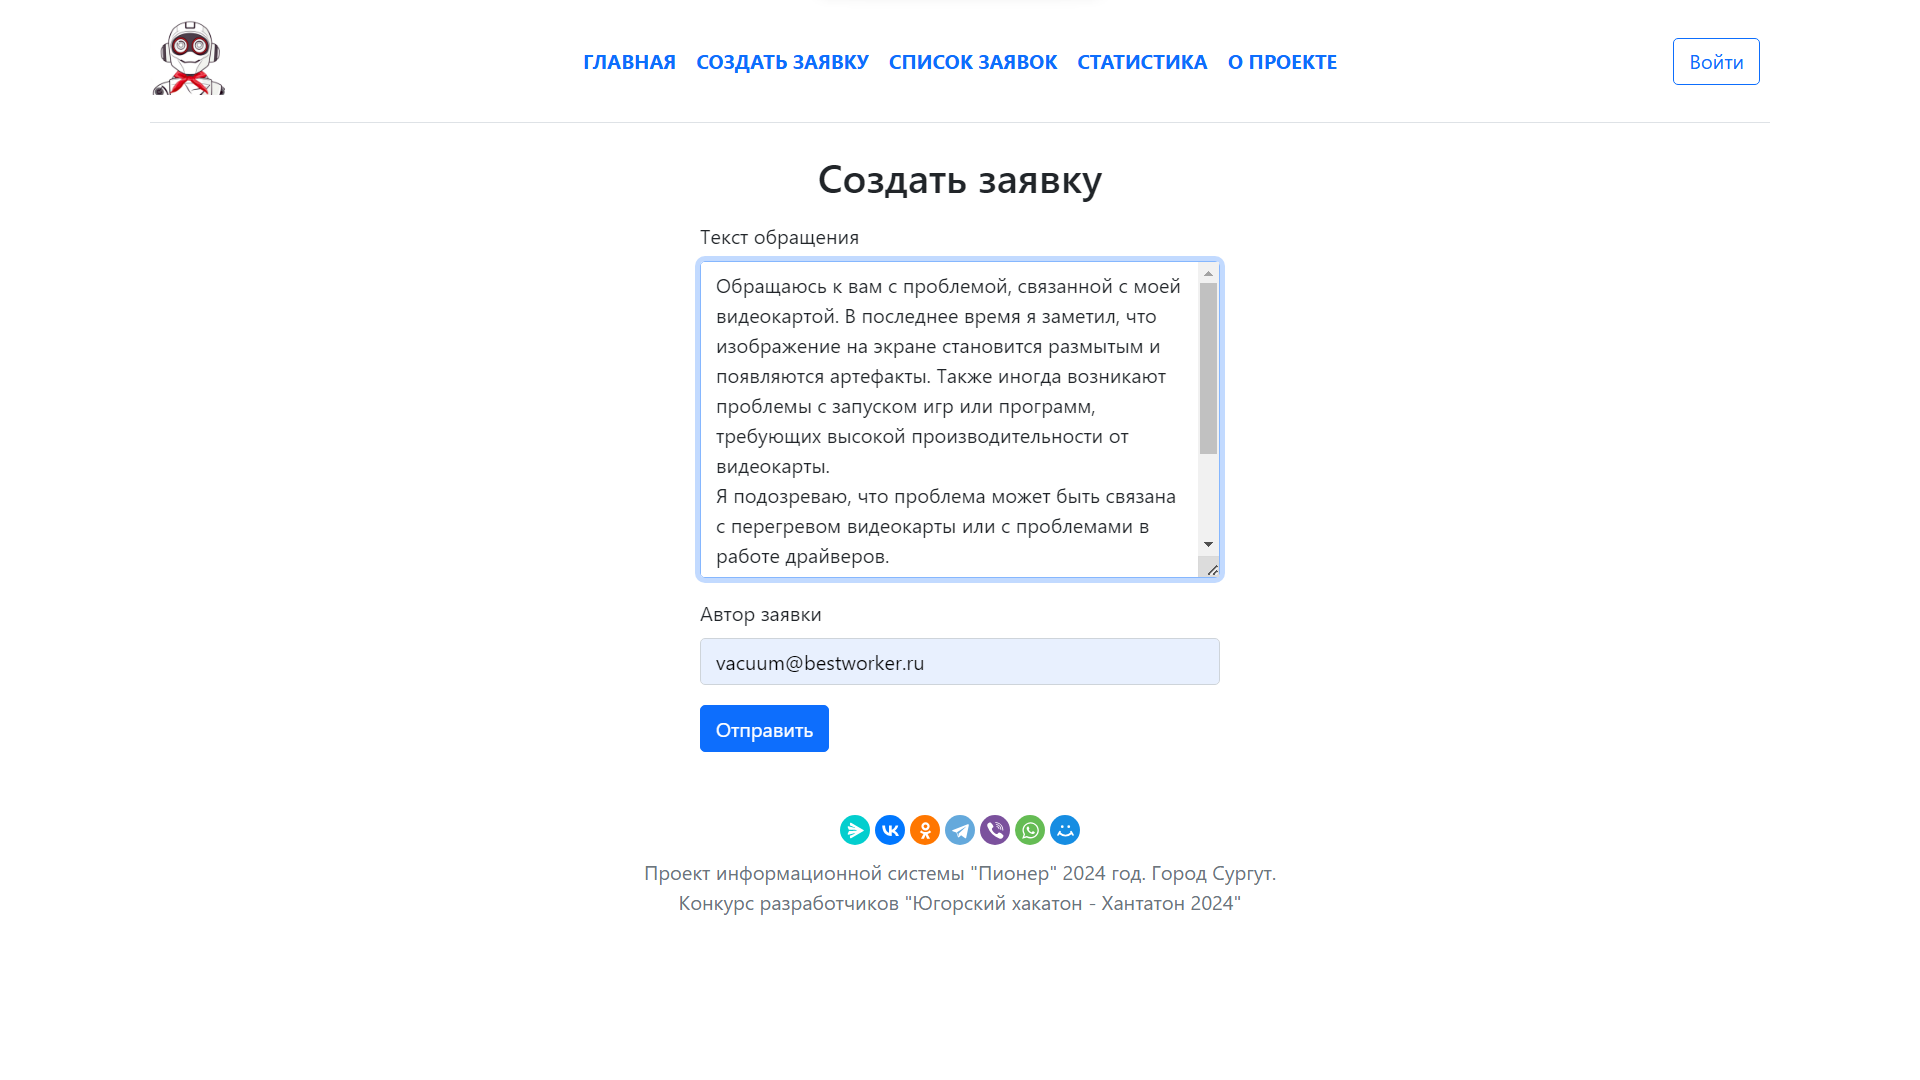 ГЛАВНАЯ СОЗДАТЬ ЗАЯВКУ СПИСОК ЗАЯВОК СТАТИСТИКА О ПРОЕКТЕ Войти
Создать заявку
Текст обращения
Обращаюсь к вам с проблемой, связанной с моей
видеокартой. В последнее время я заметил, что
изображение на экране становится размытым и
появляются артефакты. Также иногда возникают
проблемы с запуском игр или программ,
требующих высокой производительности от
видеокарты.
Я подозреваю, что проблема может быть связана
с перегревом видеокарты или с проблемами в
работе драйверов.
Автор заявки
vacuum@bestworker.ru
Отправить
Проект информационной системы "Пионер" 2024 год. Город Сургут.
Конкурс разработчиков "Югорский хакатон - Хантатон 2024"